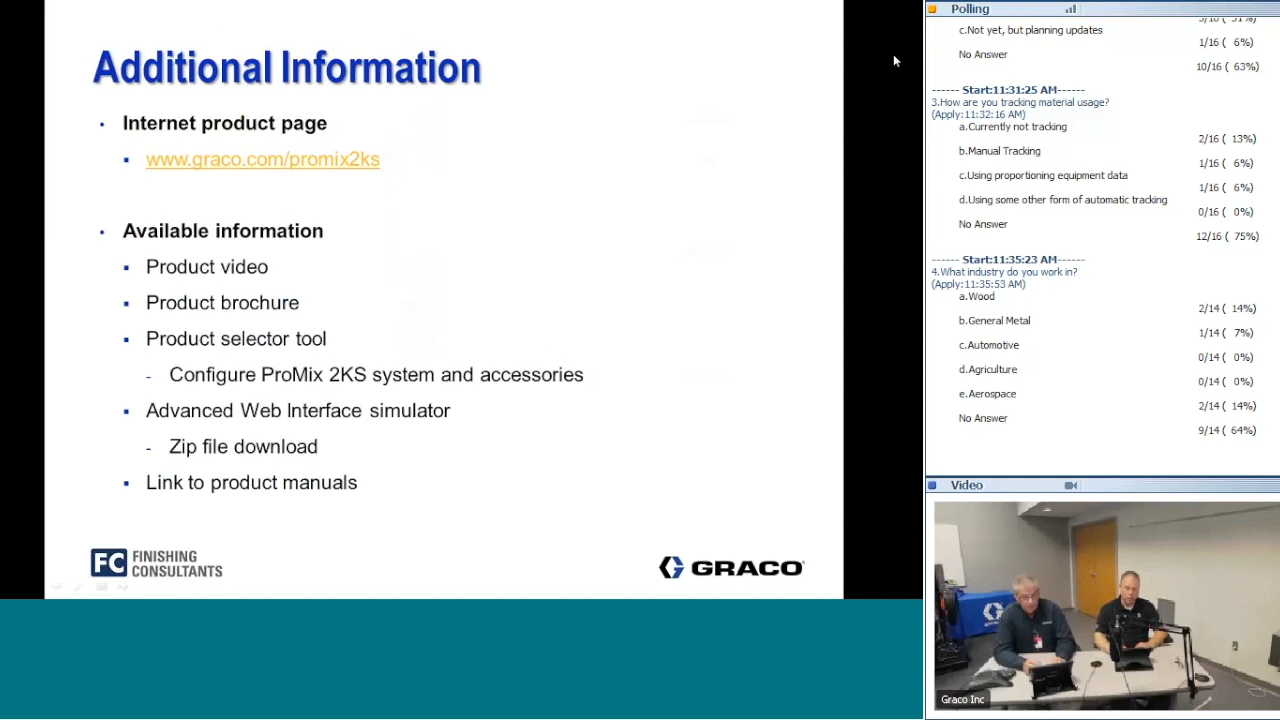 Additional Information
• Internet product page
▪ www.graco.com/promix2ks
• Available information
▪ Product video
▪ Product brochure
▪ Product selector tool
- Configure ProMix 2KS system and accessories
▪ Advanced Web Interface simulator
- Zip file download
▪ Link to product manuals
FC FINISHING
CONSULTANTS
GRACO
Polling
c.Not yet, but planning updates
1/16 ( 6%)
No Answer
10/16 ( 63%)
------ Start:11:31:25 AM------
3.How are you tracking material usage?
(Apply:11:32:16 AM)
a.Currently not tracking
2/16 ( 13%)
b.Manual Tracking
1/16 ( 6%)
c.Using proportioning equipment data
1/16 ( 6%)
d.Using some other form of automatic tracking
0/16 ( 0%)
No Answer
12/16 ( 75%)
------ Start:11:35:23 AM------
4.What industry do you work in?
(Apply:11:35:53 AM)
a.Wood
2/14 ( 14%)
b.General Metal
1/14 ( 7%)
c.Automotive
0/14 ( 0%)
d.Agriculture
0/14 ( 0%)
e.Aerospace
2/14 ( 14%)
No Answer
9/14 ( 64%)
Video
Graco Inc